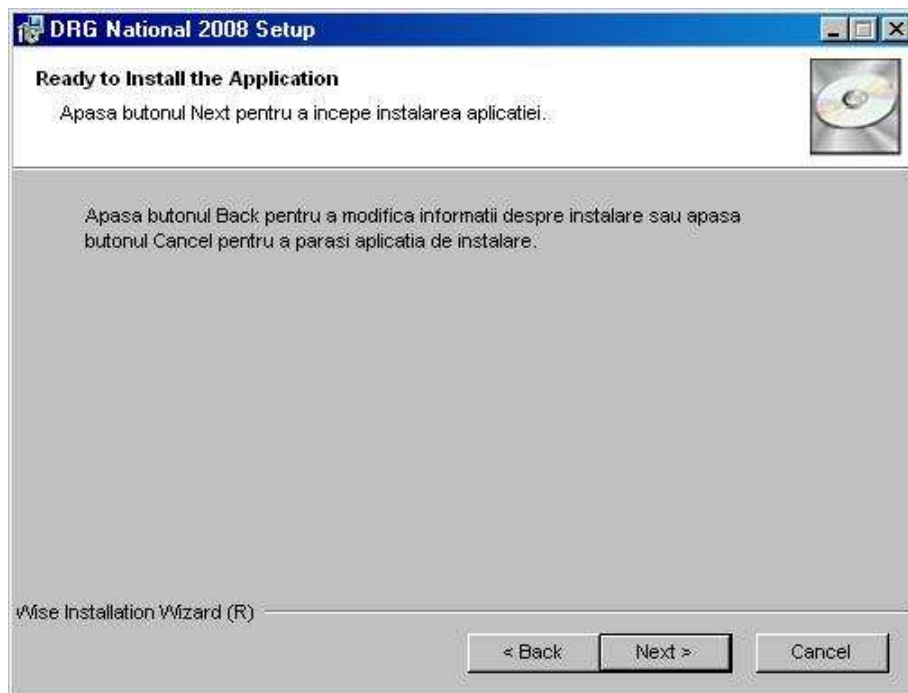 DRG National 2008 Setup
Ready to Install the Application
Apasa butonul Next pentru a incepe instalarea aplicatiei.
Apasa butonul Back pentru a modifica informatii despre instalare sau apasa
butonul Cancel pentru a parasi aplicatia de instalare.
Wise Installation Wizard (R)
< Back
Next >
Cancel